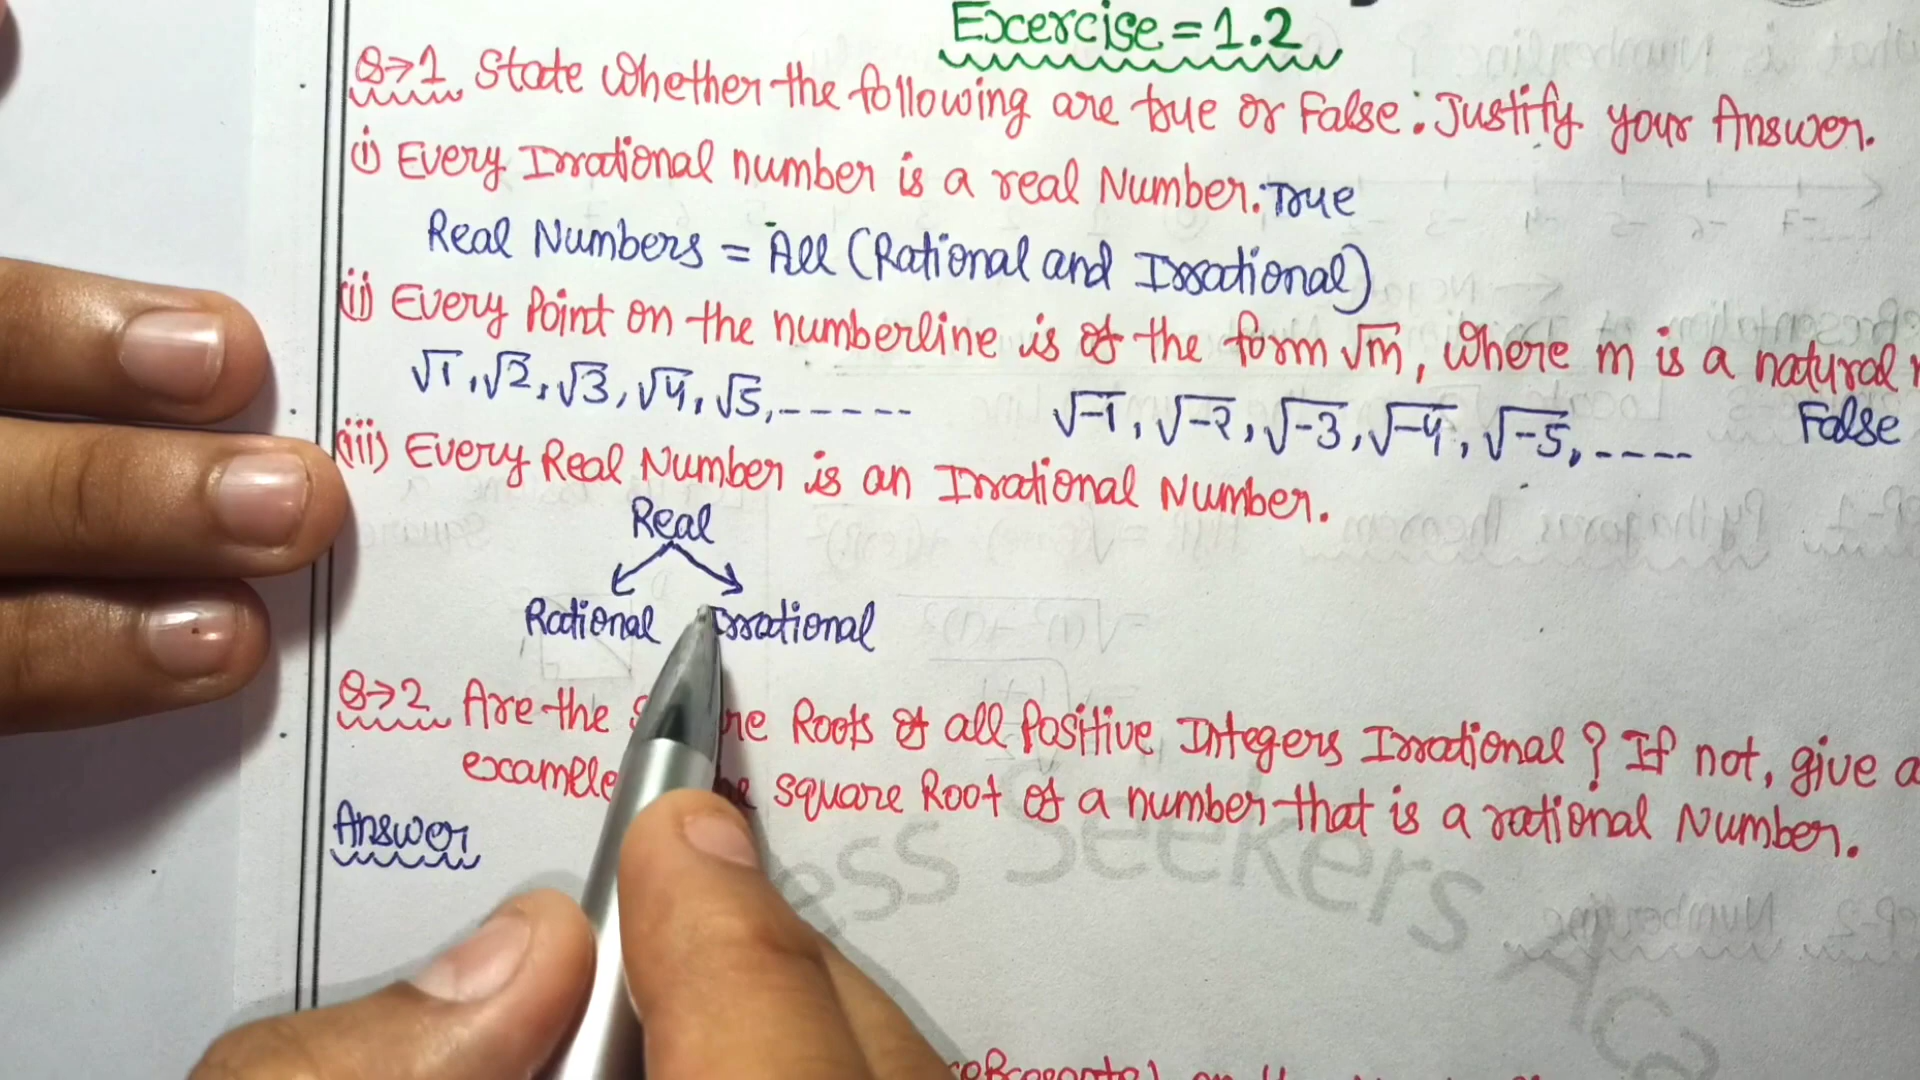 Excercise = 1.2
Q→1 State whether the following are true or False. Justify your Answer.
(i) Every Irrational number is a real Number. True
Real Numbers = All (Rational and Irrational)
(ii) Every Point on the numberline is of the form √m, where m is a natural
√1, √2, √3, √4, √5, ------ √-1, √-2, √-3, √-4, √-5, ---- False
(iii) Every Real Number is an Irrational Number.
Real
Rational Irrational
Q→2 Are the Roots of all Positive Integers Irrational? If not, give
example square Root of a number that is a rational Number.
Answer
Seekers